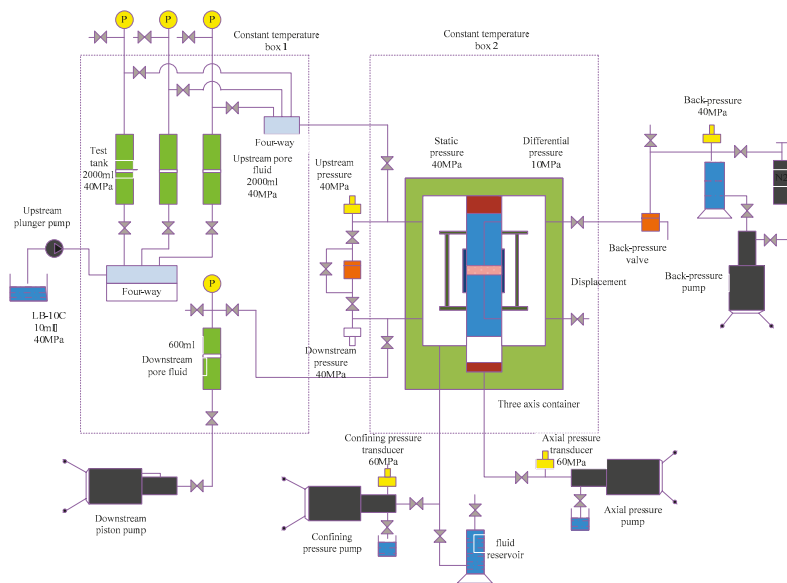 P
P
P
Constant temperature
box 1
Constant temperature
box 2
Back-pressure
40MPa
Test
tank
2000ml
40MPa
Four-way
Upstream pore
fluid
2000ml
40MPa
Upstream
pressure
40MPa
Static
pressure
40MPa
Differential
pressure
10MPa
N2
Upstream
plunger pump
Back-pressure
valve
Back-pressure
pump
Four-way
P
Displacement
LB-10C
40MPa
600ml
Downstream
pore fluid
Downstream
pressure
40MPa
Three axis container
Confining pressure
transducer
60MPa
Axial pressure
transducer
60MPa
Downstream
piston pump
Confining
pressure pump
fluid
reservoir
Axial pressure
pump